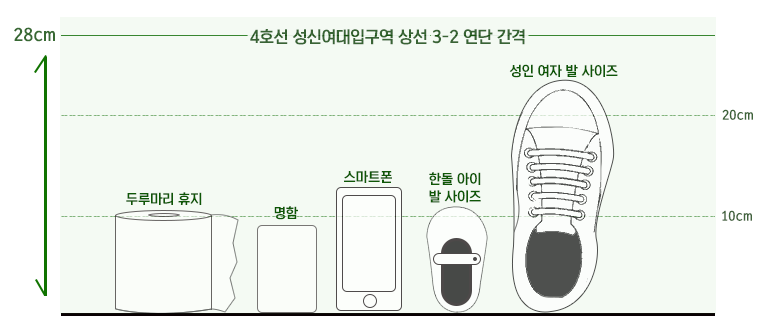 28cm
4호선 성신여대입구역 상선 3-2 연단 간격
성인 여자 발 사이즈
20cm
스마트폰
한돌 아이
발 사이즈
두루마리 휴지
명함
10cm